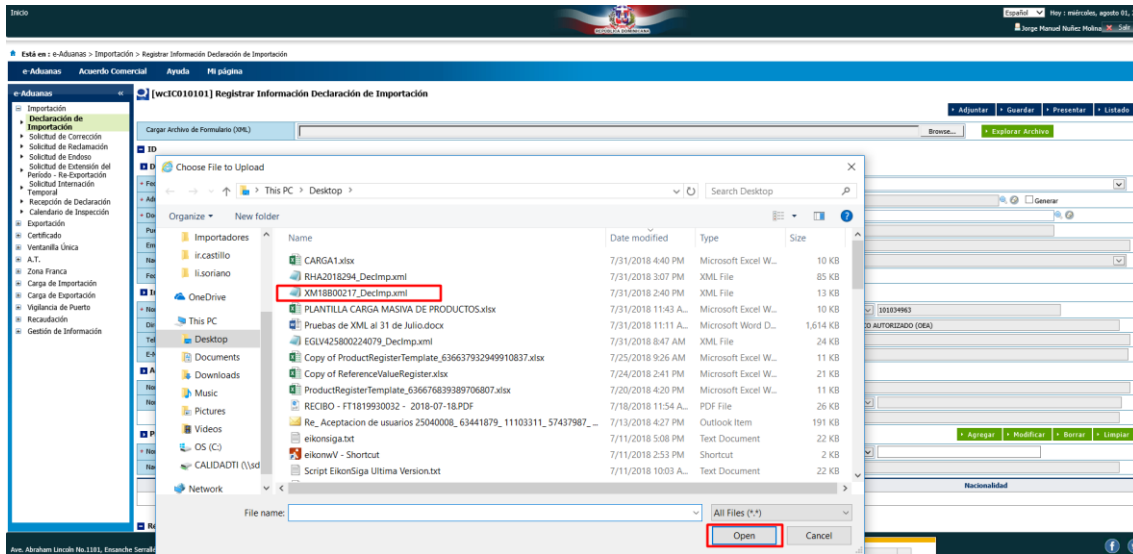 Inicio
Español
Hoy : miércoles, agosto 01,
REPUBLICA DOMINICANA
Jorge Manuel Nuñez Molina
Salir
Está en : e-Aduanas > Importación > Registrar Información Declaración de Importación
e-Aduanas Acuerdo Comercial Ayuda Mi página
e-Aduanas «
[wcIC010101] Registrar Información Declaración de Importación
Adjuntar Guardar Presentar Listado
Importación
Declaración de
Importación
Solicitud de Corrección
Solicitud de Reclamación
Solicitud de Endoso
Solicitud de Extensión del
Período - Re-Exportación
Solicitud Internación
Temporal
Recepción de Declaración
Calendario de Inspección
Exportación
Certificado
Ventanilla Única
A.T.
Zona Franca
Carga de Importación
Carga de Exportación
Vigilancia de Puerto
Recaudación
Gestión de Información
Cargar Archivo de Formulario (XML)
Browse...
Explorar Archivo
ID
Choose File to Upload
This PC > Desktop >
Search Desktop
Organize New folder
Name Date modified Type Size
Importadores
ir.castillo
li.soriano
OneDrive
This PC
Desktop
Documents
Downloads
Music
Pictures
Videos
OS (C:)
CALIDADTI (\\sd
Network
CARGA1.xlsx 7/31/2018 4:40 PM Microsoft Excel W... 10 KB
RHA2018294_DecImp.xml 7/31/2018 3:07 PM XML File 85 KB
XM18B00217_DecImp.xml 7/31/2018 2:40 PM XML File 13 KB
PLANTILLA CARGA MASIVA DE PRODUCTOS.xlsx 7/31/2018 11:43 A... Microsoft Excel W... 10 KB
Pruebas de XML al 31 de Julio.docx 7/31/2018 11:11 A... Microsoft Word D... 1,614 KB
EGLV425800224079_DecImp.xml 7/31/2018 8:47 AM XML File 24 KB
Copy of ProductRegisterTemplate_636637932949910837.xlsx 7/25/2018 9:26 AM Microsoft Excel W... 11 KB
Copy of ReferenceValueRegister.xlsx 7/24/2018 2:41 PM Microsoft Excel W... 21 KB
ProductRegisterTemplate_636676839389706807.xlsx 7/20/2018 4:20 PM Microsoft Excel W... 11 KB
RECIBO - FT1819930032 - 2018-07-18.PDF 7/18/2018 11:54 A... PDF File 26 KB
Re_ Aceptacion de usuarios 25040008_ 63441879_ 11103311_ 57437987_ ... 7/13/2018 4:27 PM Outlook Item 191 KB
eikonsiga.txt 7/11/2018 5:08 PM Text Document 22 KB
eikonwV - Shortcut 7/11/2018 2:53 PM Shortcut 2 KB
Script EikonSiga Ultima Version.txt 7/11/2018 10:03 A... Text Document 22 KB
File name:
All Files (*.*)
Open Cancel
Generar
101034963
CO AUTORIZADO (OEA)
Agregar Modificar Borrar Limpiar
Nacionalidad
Ave. Abraham Lincoln No.1101, Ensanche Serralle